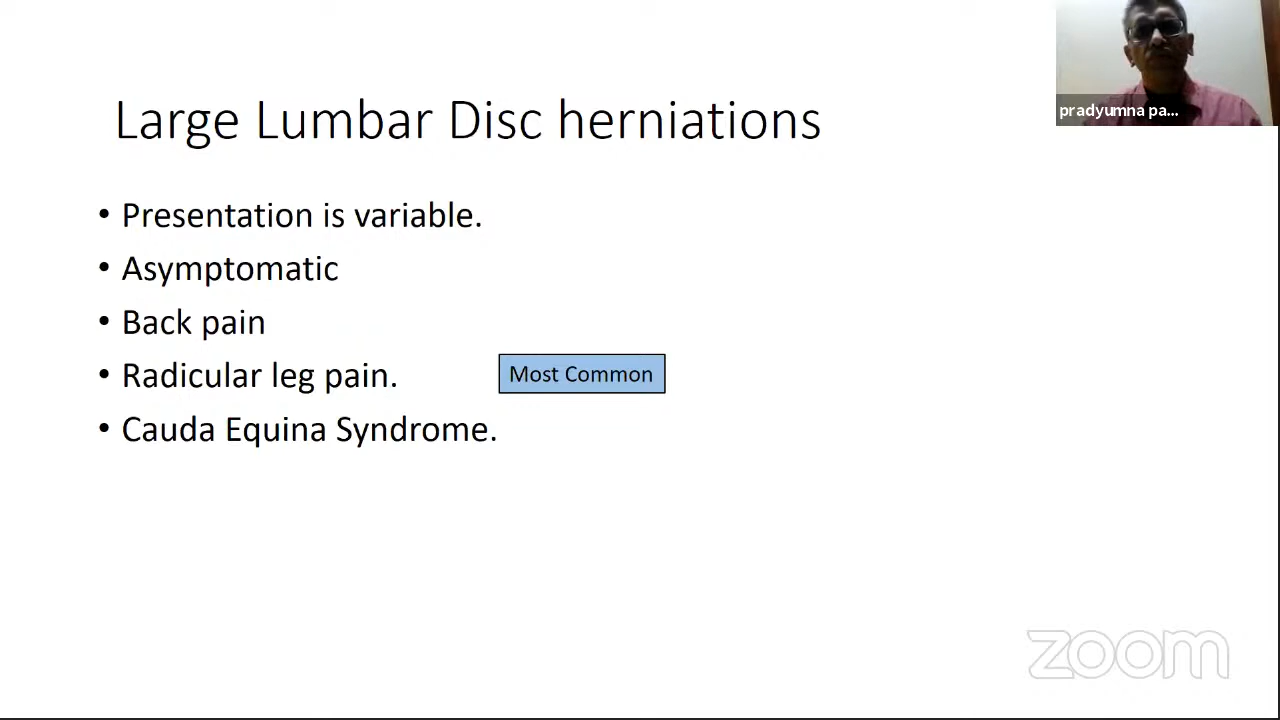 pradyumna pa...
Large Lumbar Disc herniations
• Presentation is variable.
• Asymptomatic
• Back pain
• Radicular leg pain.
Most Common
• Cauda Equina Syndrome.
zoom